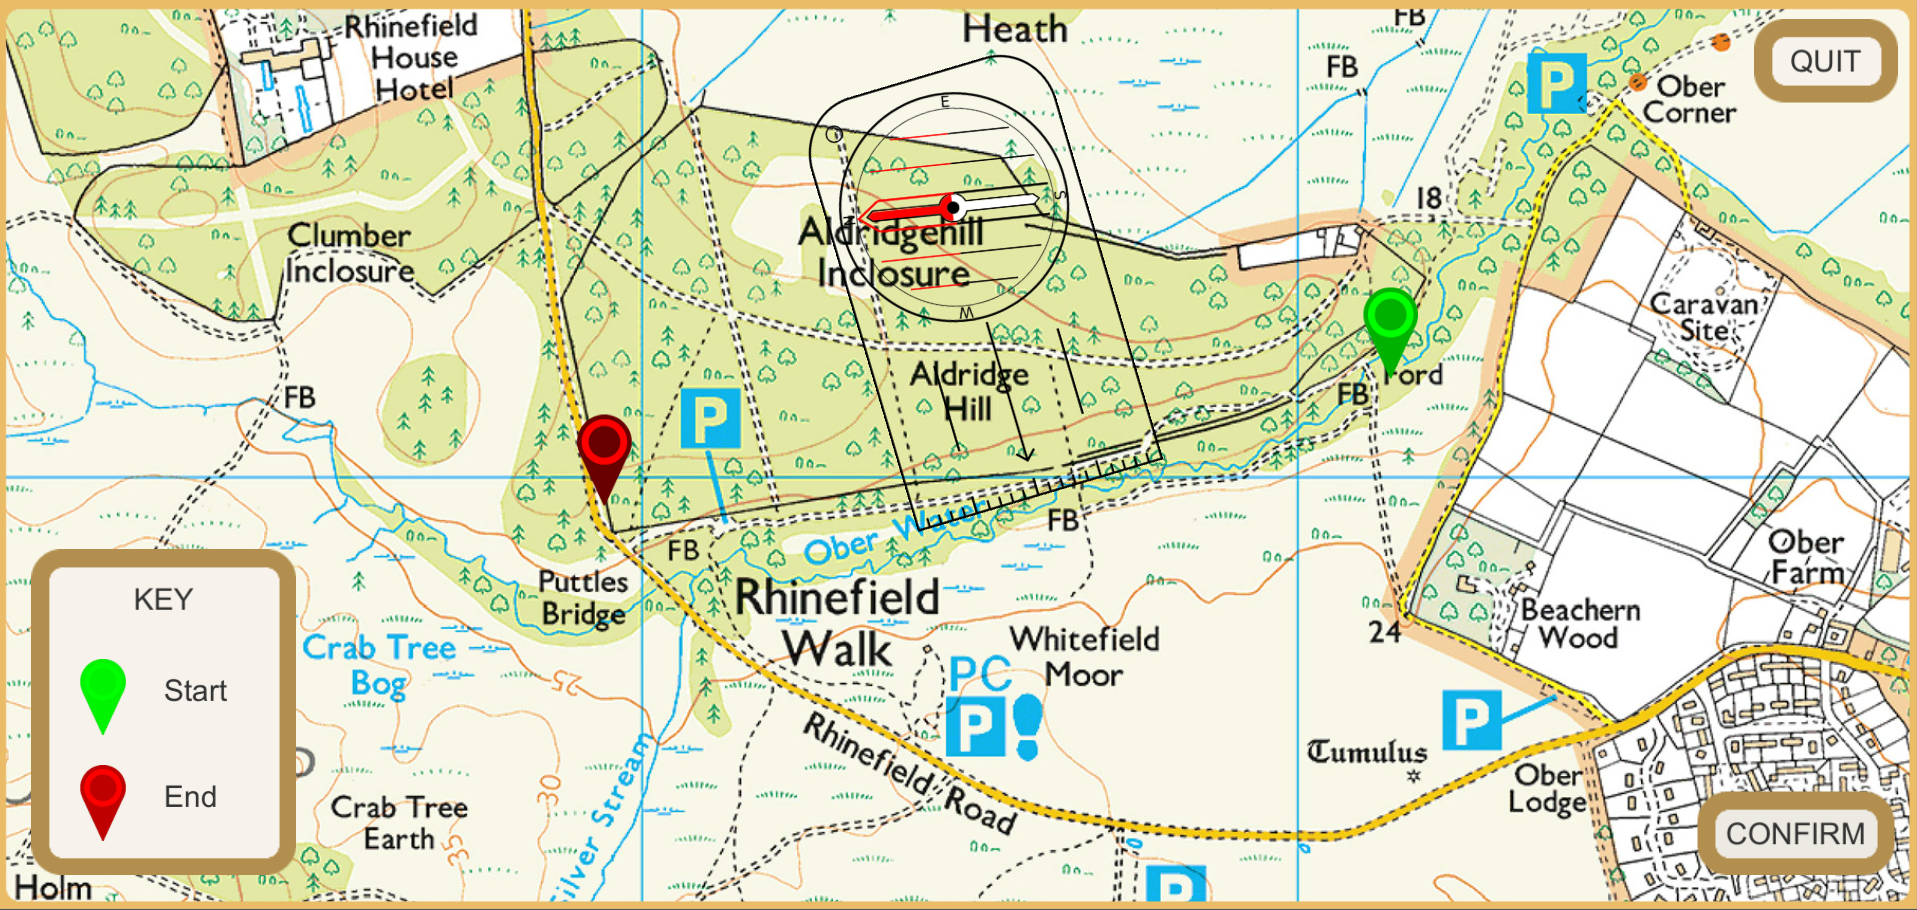 Rhinefield
House
Hotel
Heath
FB
FB
P
QUIT
Ober
Corner
E
S
N
W
18
Clumber
Inclosure
Aldridgehill
Inclosure
Caravan
Site
Aldridge
Hill
Ford
FB
FB
P
FB
FB
Ober Water
Puttles
Bridge
Rhinefield
Walk
Whitefield
Moor
PC
P
24
Beachern
Wood
Ober
Farm
KEY
Start
End
Crab Tree
Bog
25
30
35
Crab Tree
Earth
Silver Stream
Rhinefield Road
Tumulus
P
Ober
Lodge
CONFIRM
P
Holm